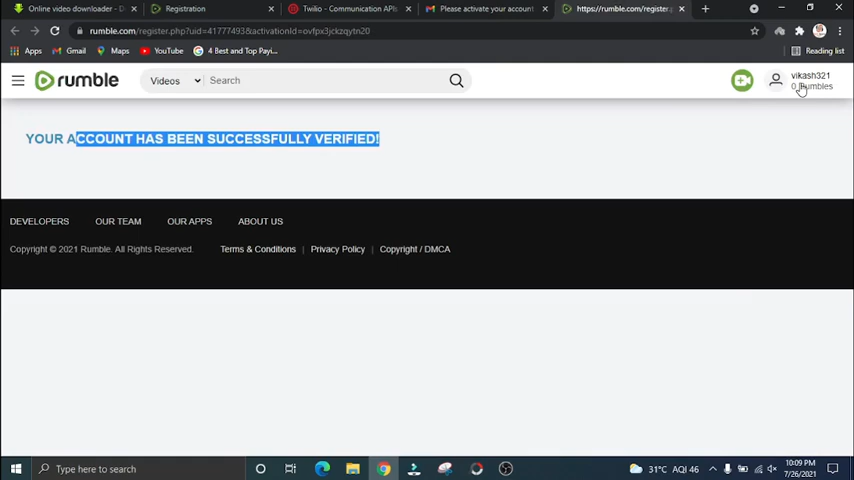 Online video downloader - D
Registration
Twilio - Communication APIs
Please activate your account
https://rumble.com/register.p
rumble.com/register.php?uid=41777493&activationId=ovfpx3jckzqytn20
Apps
Gmail
Maps
YouTube
4 Best and Top Payi...
Reading list
rumble
Videos
Search
vikash321
0 Rumbles
YOUR ACCOUNT HAS BEEN SUCCESSFULLY VERIFIED!
DEVELOPERS OUR TEAM OUR APPS ABOUT US
Copyright © 2021 Rumble. All Rights Reserved. Terms & Conditions | Privacy Policy | Copyright / DMCA
Type here to search
31°C AQI 46
10:09 PM
7/26/2021